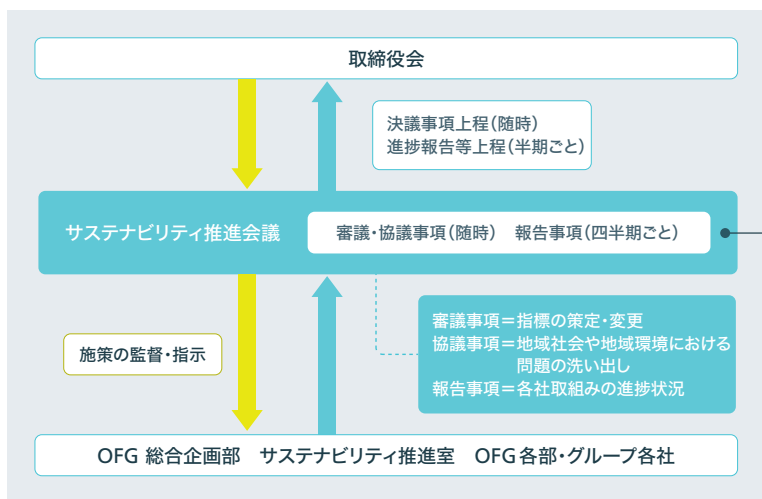 取締役会
決議事項上程(随時)
進捗報告等上程(半期ごと)
サステナビリティ推進会議
審議・協議事項(随時) 報告事項(四半期ごと)
審議事項=指標の策定・変更
協議事項=地域社会や地域環境における
問題の洗い出し
報告事項=各社取組みの進捗状況
施策の監督・指示
OFG 総合企画部 サステナビリティ推進室 OFG各部・グループ各社